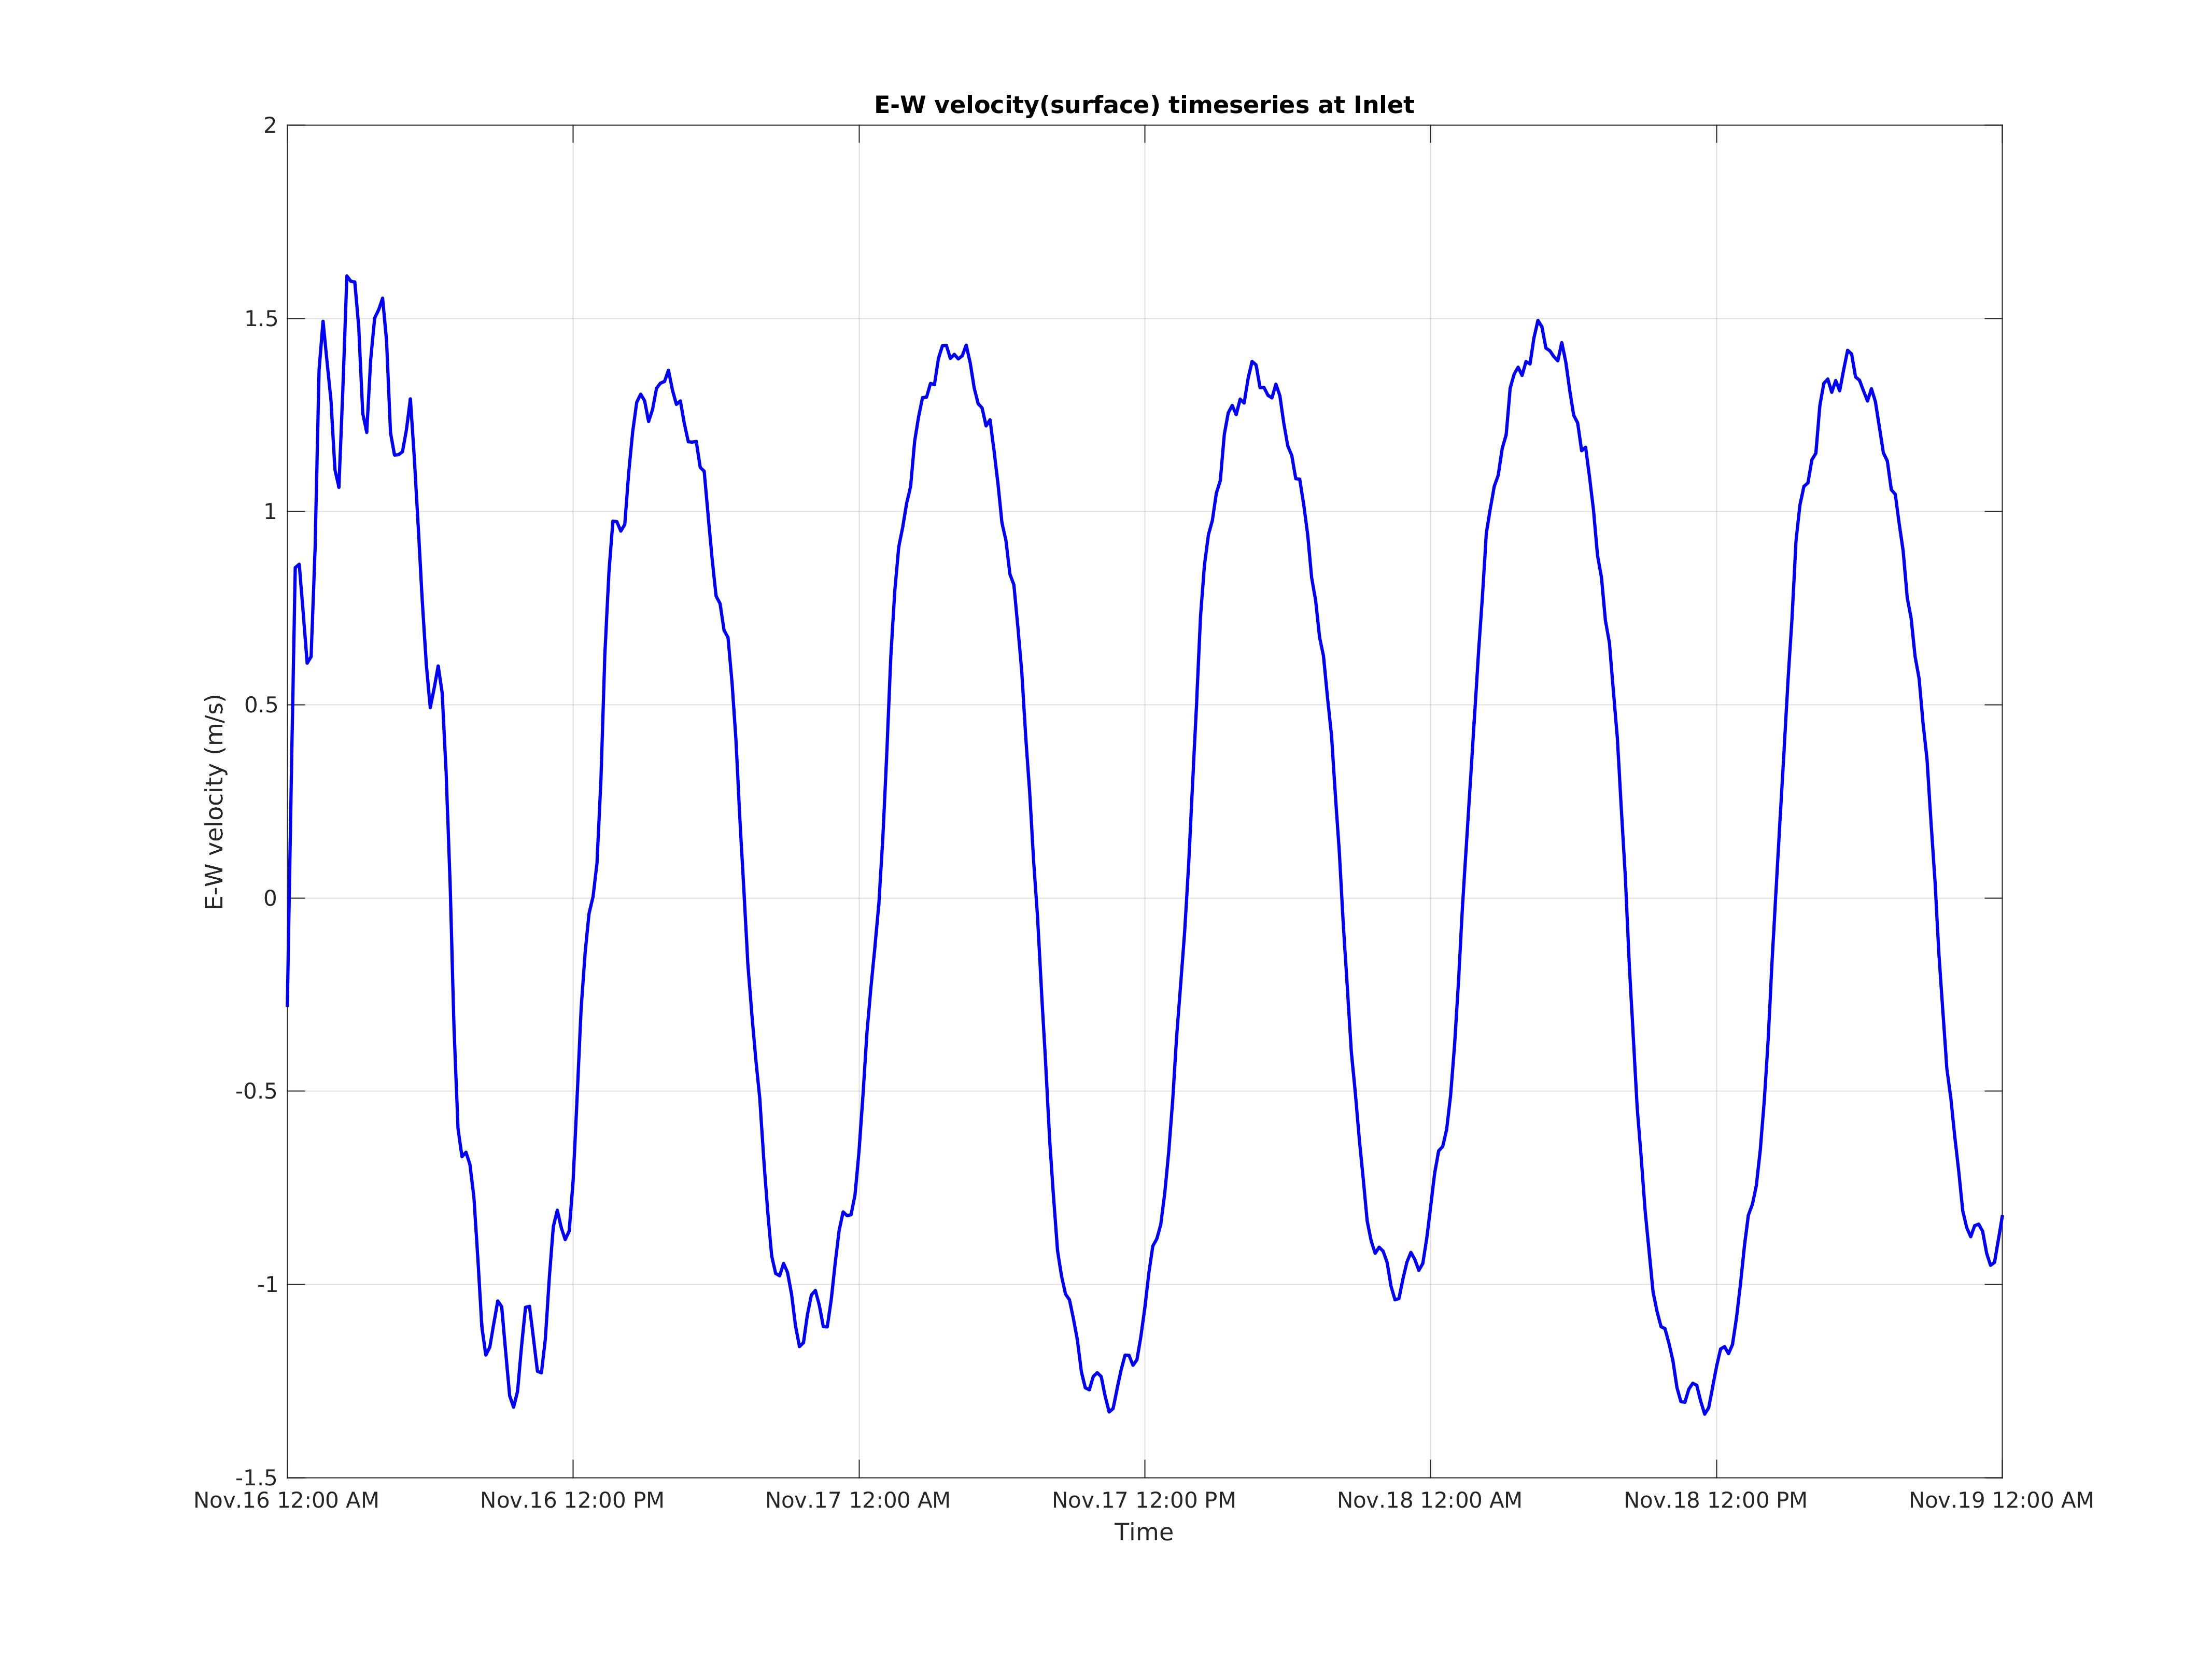 E-W velocity(surface) timeseries at Inlet
2
1.5
1
0.5
0
-0.5
-1
-1.5
E-W velocity (m/s)
Nov.16 12:00 AM
Nov.16 12:00 PM
Nov.17 12:00 AM
Nov.17 12:00 PM
Nov.18 12:00 AM
Nov.18 12:00 PM
Nov.19 12:00 AM
Time